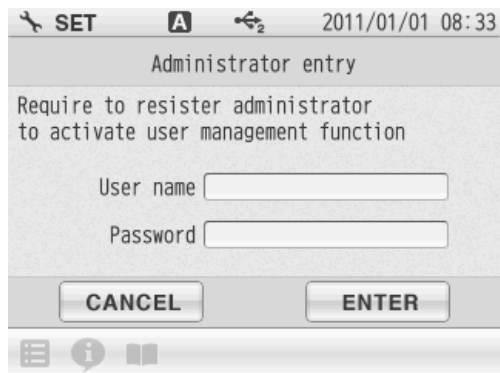 SET A 2 2011/01/01 08:33
Administrator entry
Require to resister administrator
to activate user management function
User name
Password
CANCEL ENTER